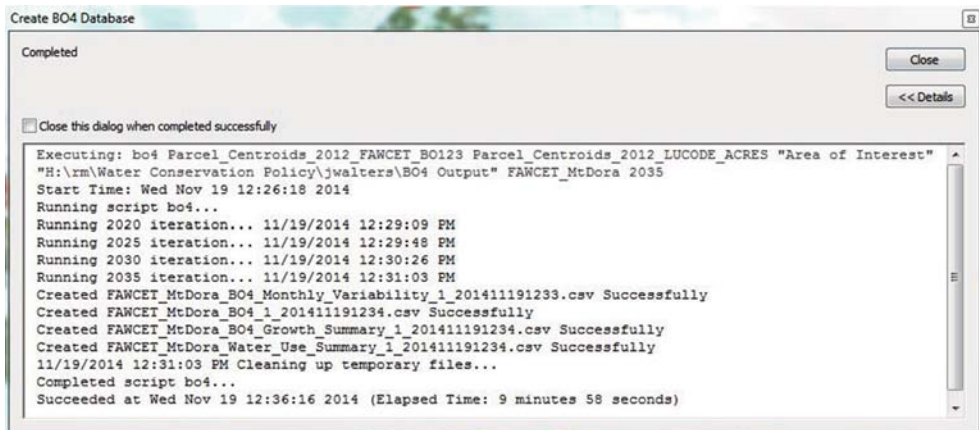 Create BO4 Database
Completed
Close
<< Details
Close this dialog when completed successfully
Executing: bo4 Parcel_Centroids_2012_FAWCET_BO123 Parcel_Centroids_2012_LUCODE_ACRES "Area of Interest"
"H:\rm\Water Conservation Policy\jwalters\BO4 Output" FAWCET_MtDora 2035
Start Time: Wed Nov 19 12:26:18 2014
Running script bo4...
Running 2020 iteration... 11/19/2014 12:29:09 PM
Running 2025 iteration... 11/19/2014 12:29:48 PM
Running 2030 iteration... 11/19/2014 12:30:26 PM
Running 2035 iteration... 11/19/2014 12:31:03 PM
Created FAWCET_MtDora_BO4_Monthly_Variability_1_201411191233.csv Successfully
Created FAWCET_MtDora_BO4_1_201411191234.csv Successfully
Created FAWCET_MtDora_BO4_Growth_Summary_1_201411191234.csv Successfully
Created FAWCET_MtDora_Water_Use_Summary_1_201411191234.csv Successfully
11/19/2014 12:31:03 PM Cleaning up temporary files...
Completed script bo4...
Succeeded at Wed Nov 19 12:36:16 2014 (Elapsed Time: 9 minutes 58 seconds)